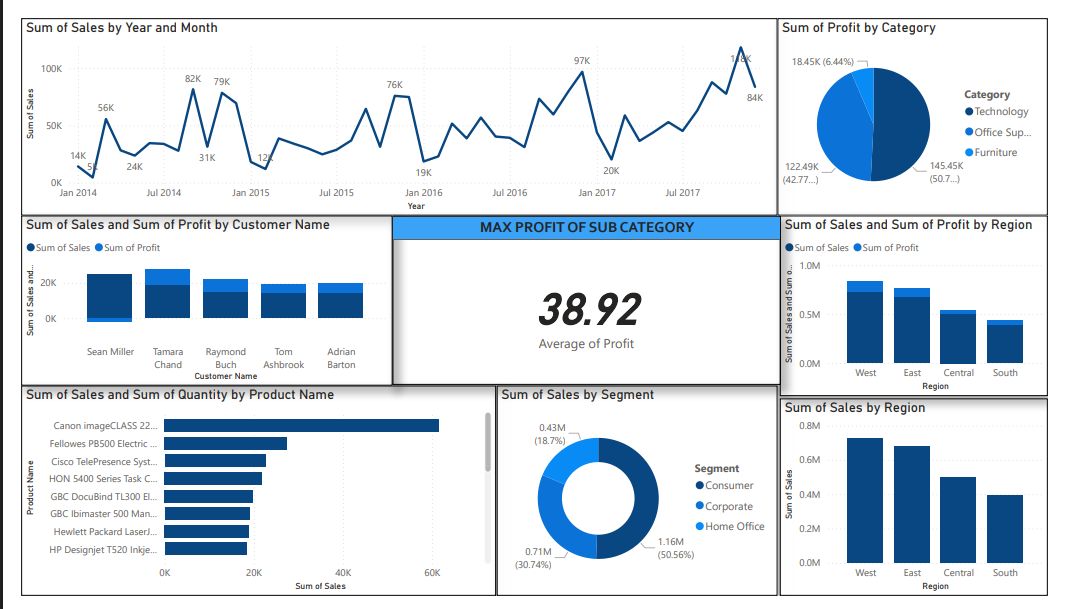 Sum of Sales by Year and Month
Sum of Sales
100K
50K
0K
14K
5K
56K
24K
82K
31K
79K
12K
76K
19K
97K
20K
84K
Jan 2014
Jul 2014
Jan 2015
Jul 2015
Jan 2016
Jul 2016
Jan 2017
Jul 2017
Year
Sum of Profit by Category
18.45K (6.44%)
122.49K
(42.77...)
145.45K
(50.7...)
Category
Technology
Office Sup...
Furniture
Sum of Sales and Sum of Profit by Customer Name
Sum of Sales Sum of Profit
Sum of Sales and...
20K
0K
Sean Miller
Tamara
Chand
Raymond
Buch
Tom
Ashbrook
Adrian
Barton
Customer Name
MAX PROFIT OF SUB CATEGORY
38.92
Average of Profit
Sum of Sales and Sum of Profit by Region
Sum of Sales Sum of Profit
Sum of Sales and Sum o...
1.0M
0.5M
0.0M
West
East
Central
South
Region
Sum of Sales and Sum of Quantity by Product Name
Product Name
Canon imageCLASS 22...
Fellowes PB500 Electric ...
Cisco TelePresence Syst...
HON 5400 Series Task C...
GBC DocuBind TL300 El...
GBC Ibimaster 500 Man...
Hewlett Packard LaserJ...
HP Designjet T520 Inkje...
0K
20K
40K
60K
Sum of Sales
Sum of Sales by Segment
0.43M
(18.7%)
0.71M
(30.74%)
1.16M
(50.56%)
Segment
Consumer
Corporate
Home Office
Sum of Sales by Region
Sum of Sales
0.8M
0.6M
0.4M
0.2M
0.0M
West
East
Central
South
Region